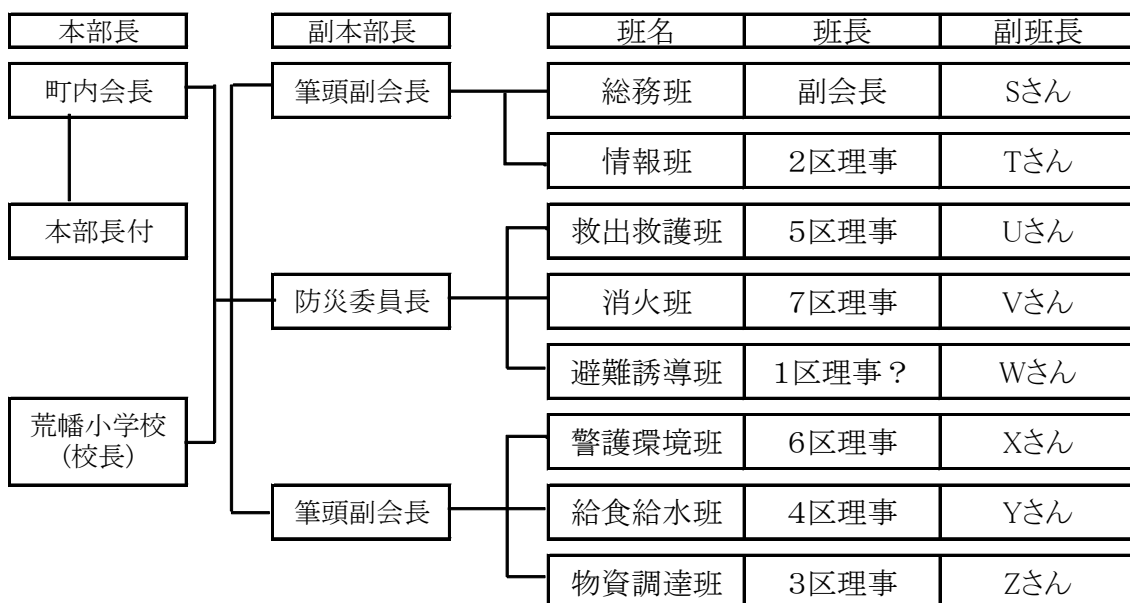 本部長 副本部長 班名 班長 副班長
町内会長 筆頭副会長 総務班 副会長 Sさん
情報班 2区理事 Tさん
本部長付 救出救護班 5区理事 Uさん
防災委員長 消火班 7区理事 Vさん
避難誘導班 1区理事？ Wさん
荒幡小学校
(校長)
警護環境班 6区理事 Xさん
筆頭副会長 給食給水班 4区理事 Yさん
物資調達班 3区理事 Zさん